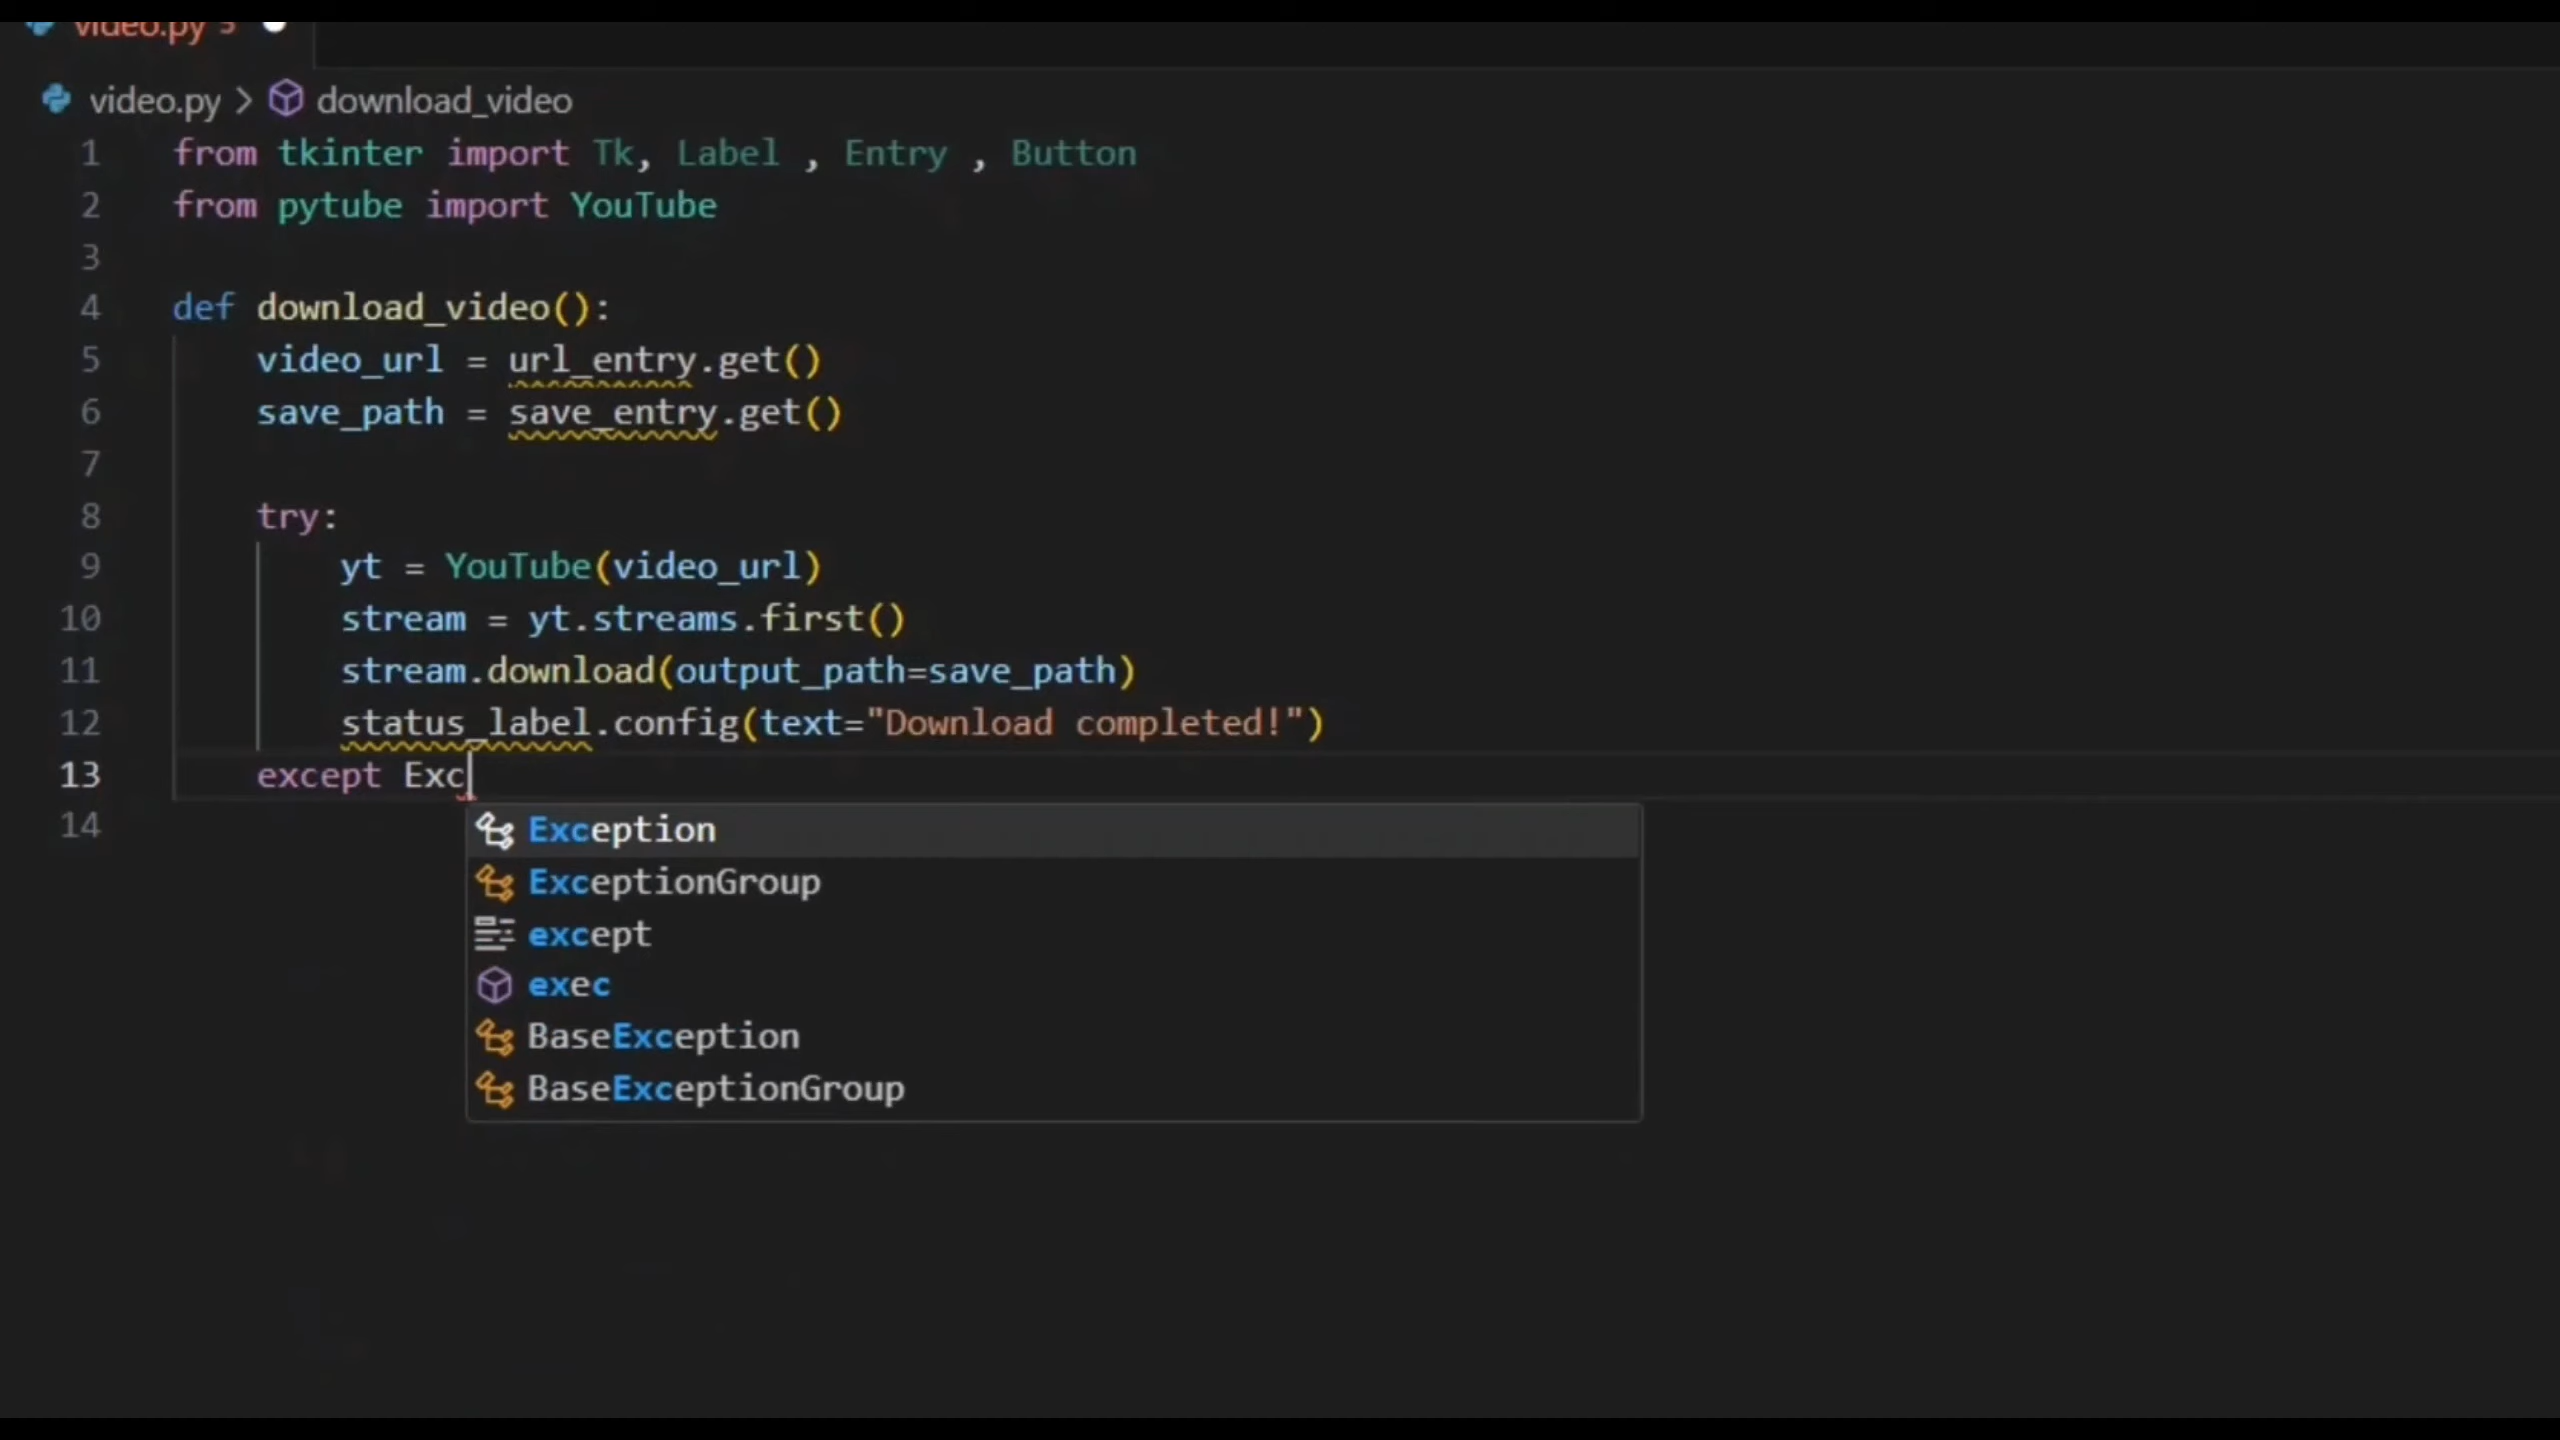 video.py 5
video.py > download_video
1 from tkinter import Tk, Label , Entry , Button
2 from pytube import YouTube
3
4 def download_video():
5 video_url = url_entry.get()
6 save_path = save_entry.get()
7
8 try:
9 yt = YouTube(video_url)
10 stream = yt.streams.first()
11 stream.download(output_path=save_path)
12 status_label.config(text="Download completed!")
13 except Exc
14
Exception
ExceptionGroup
except
exec
BaseException
BaseExceptionGroup